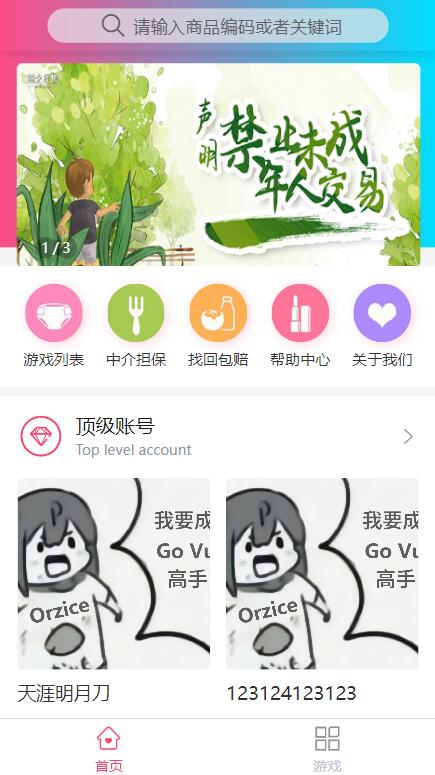 请输入商品编码或者关键词
声明
禁止未成
年人交易
1 / 3
游戏列表
中介担保
找回包赔
帮助中心
关于我们
顶级账号
Top level account
我要成
Go Vu
高手
Orzice
我要成
Go Vu
高手
Orzice
天涯明月刀
123124123123
首页
游戏